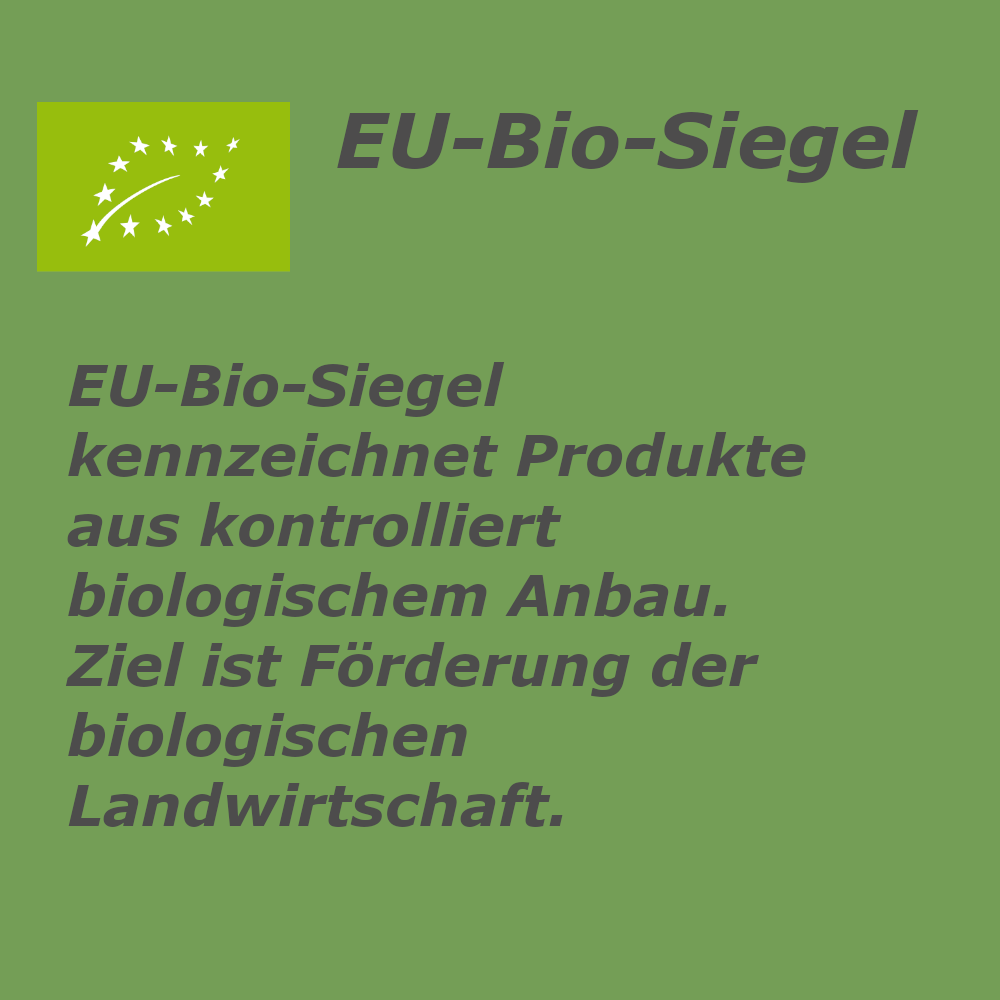 EU-Bio-Siegel
EU-Bio-Siegel
kennzeichnet Produkte
aus kontrolliert
biologischem Anbau.
Ziel ist Förderung der
biologischen
Landwirtschaft.